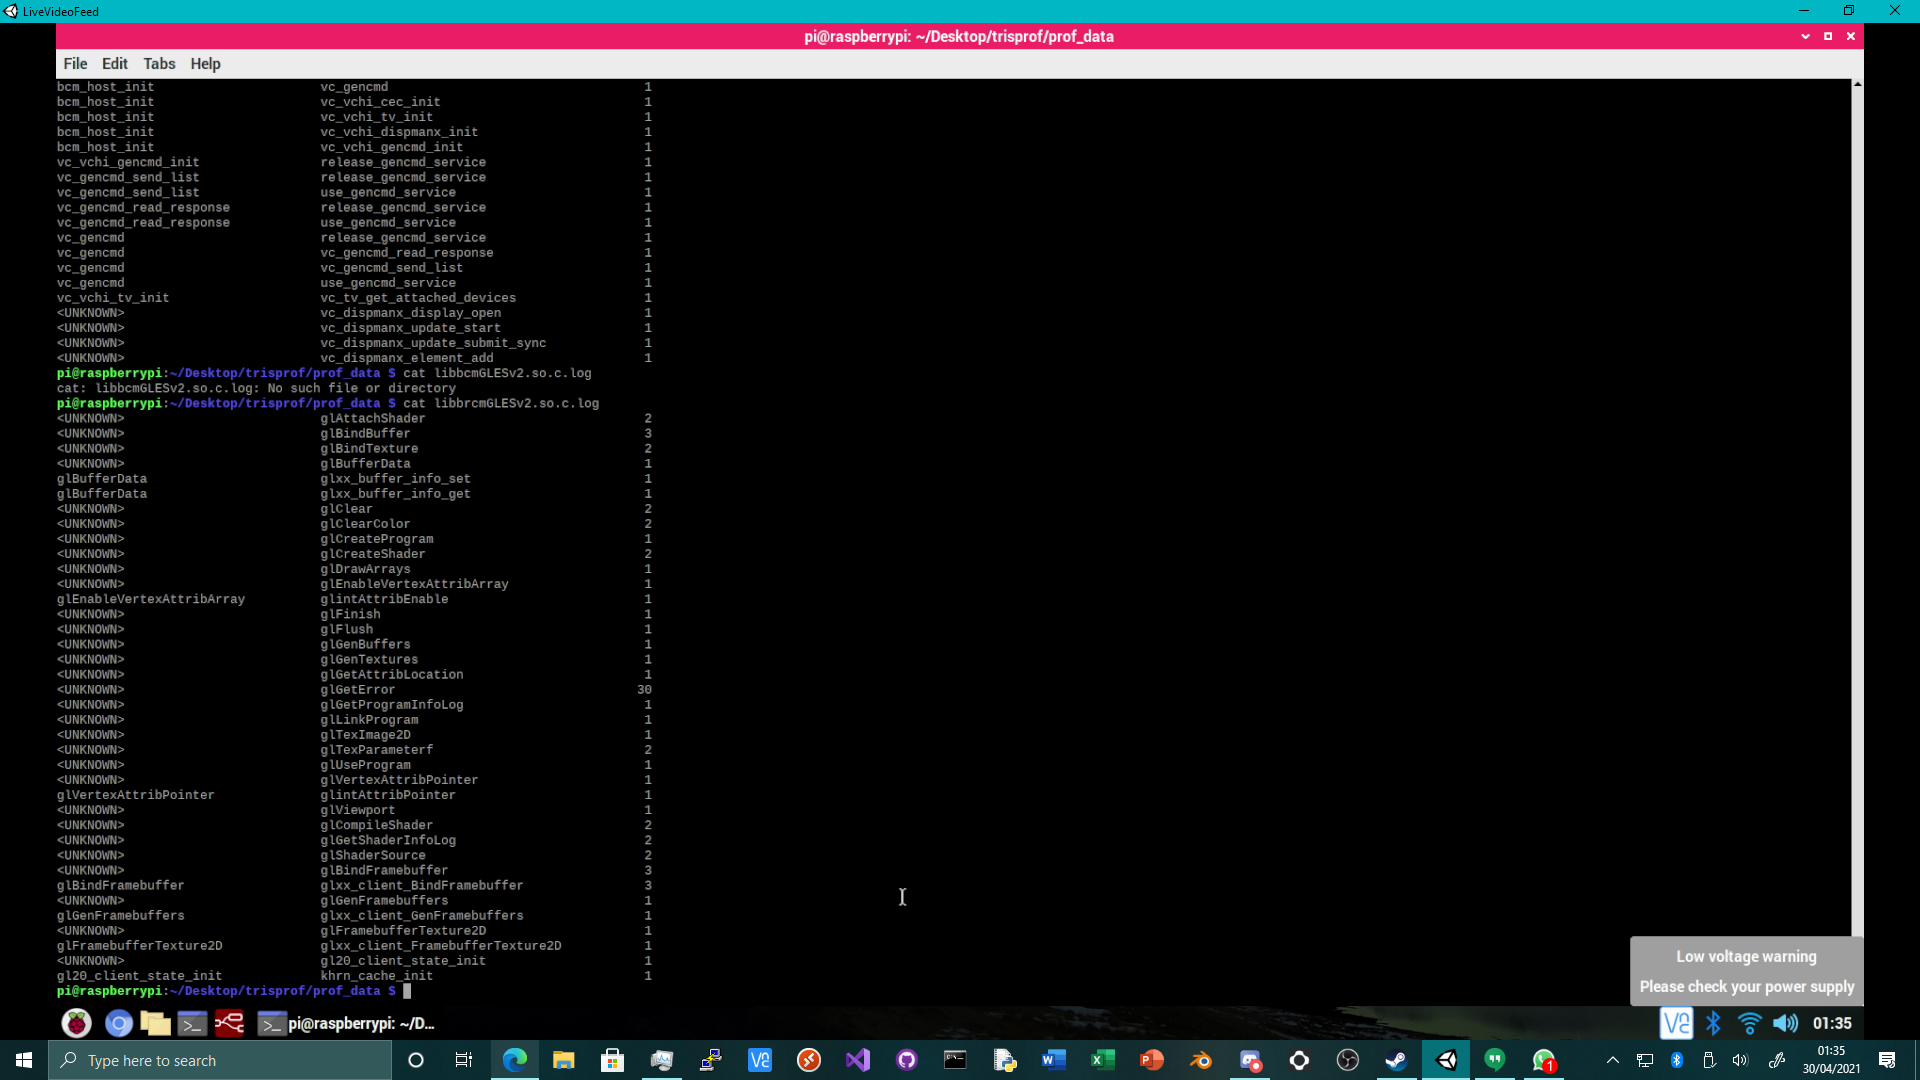 LiveVideoFeed
pi@raspberrypi: ~/Desktop/trisprof/prof_data
File Edit Tabs Help
bcm_host_init vc_gencmd 1
bcm_host_init vc_vchi_cec_init 1
bcm_host_init vc_vchi_tv_init 1
bcm_host_init vc_vchi_dispmanx_init 1
bcm_host_init vc_vchi_gencmd_init 1
vc_vchi_gencmd_init release_gencmd_service 1
vc_gencmd_send_list release_gencmd_service 1
vc_gencmd_send_list use_gencmd_service 1
vc_gencmd_read_response release_gencmd_service 1
vc_gencmd_read_response use_gencmd_service 1
vc_gencmd release_gencmd_service 1
vc_gencmd vc_gencmd_read_response 1
vc_gencmd vc_gencmd_send_list 1
vc_gencmd use_gencmd_service 1
vc_vchi_tv_init vc_tv_get_attached_devices 1
<UNKNOWN> vc_dispmanx_display_open 1
<UNKNOWN> vc_dispmanx_update_start 1
<UNKNOWN> vc_dispmanx_update_submit_sync 1
<UNKNOWN> vc_dispmanx_element_add 1
pi@raspberrypi:~/Desktop/trisprof/prof_data $ cat libbcmGLESv2.so.c.log
cat: libbcmGLESv2.so.c.log: No such file or directory
pi@raspberrypi:~/Desktop/trisprof/prof_data $ cat libbrcmGLESv2.so.c.log
<UNKNOWN> glAttachShader 2
<UNKNOWN> glBindBuffer 3
<UNKNOWN> glBindTexture 2
<UNKNOWN> glBufferData 1
glBufferData glxx_buffer_info_set 1
glBufferData glxx_buffer_info_get 1
<UNKNOWN> glClear 2
<UNKNOWN> glClearColor 2
<UNKNOWN> glCreateProgram 1
<UNKNOWN> glCreateShader 2
<UNKNOWN> glDrawArrays 1
<UNKNOWN> glEnableVertexAttribArray 1
glEnableVertexAttribArray glintAttribEnable 1
<UNKNOWN> glFinish 1
<UNKNOWN> glFlush 1
<UNKNOWN> glGenBuffers 1
<UNKNOWN> glGenTextures 1
<UNKNOWN> glGetAttribLocation 1
<UNKNOWN> glGetError 30
<UNKNOWN> glGetProgramInfoLog 1
<UNKNOWN> glLinkProgram 1
<UNKNOWN> glTexImage2D 1
<UNKNOWN> glTexParameterf 2
<UNKNOWN> glUseProgram 1
<UNKNOWN> glVertexAttribPointer 1
glVertexAttribPointer glintAttribPointer 1
<UNKNOWN> glViewport 1
<UNKNOWN> glCompileShader 2
<UNKNOWN> glGetShaderInfoLog 2
<UNKNOWN> glShaderSource 2
<UNKNOWN> glBindFramebuffer 3
glBindFramebuffer glxx_client_BindFramebuffer 3
<UNKNOWN> glGenFramebuffers 1
glGenFramebuffers glxx_client_GenFramebuffers 1
<UNKNOWN> glFramebufferTexture2D 1
glFramebufferTexture2D glxx_client_FramebufferTexture2D 1
<UNKNOWN> gl20_client_state_init 1
gl20_client_state_init khrn_cache_init 1
pi@raspberrypi:~/Desktop/trisprof/prof_data $
Low voltage warning
Please check your power supply
pi@raspberrypi: ~/D...
01:35
Type here to search
01:35
30/04/2021